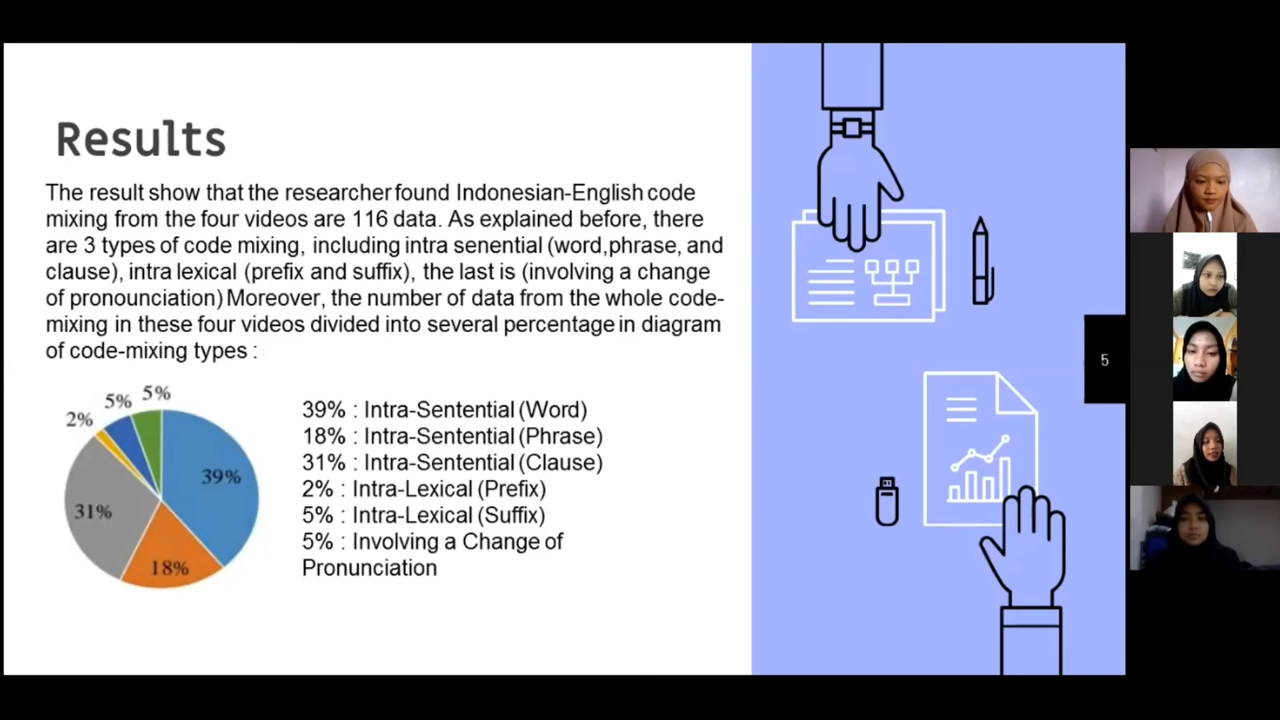 Results
The result show that the researcher found Indonesian-English code
mixing from the four videos are 116 data. As explained before, there
are 3 types of code mixing, including intra senential (word,phrase, and
clause), intra lexical (prefix and suffix), the last is (involving a change
of pronounciation) Moreover, the number of data from the whole code-
mixing in these four videos divided into several percentage in diagram
of code-mixing types :
5%
5%
2%
39%
31%
18%
39% : Intra-Sentential (Word)
18% : Intra-Sentential (Phrase)
31% : Intra-Sentential (Clause)
2% : Intra-Lexical (Prefix)
5% : Intra-Lexical (Suffix)
5% : Involving a Change of
Pronunciation
5